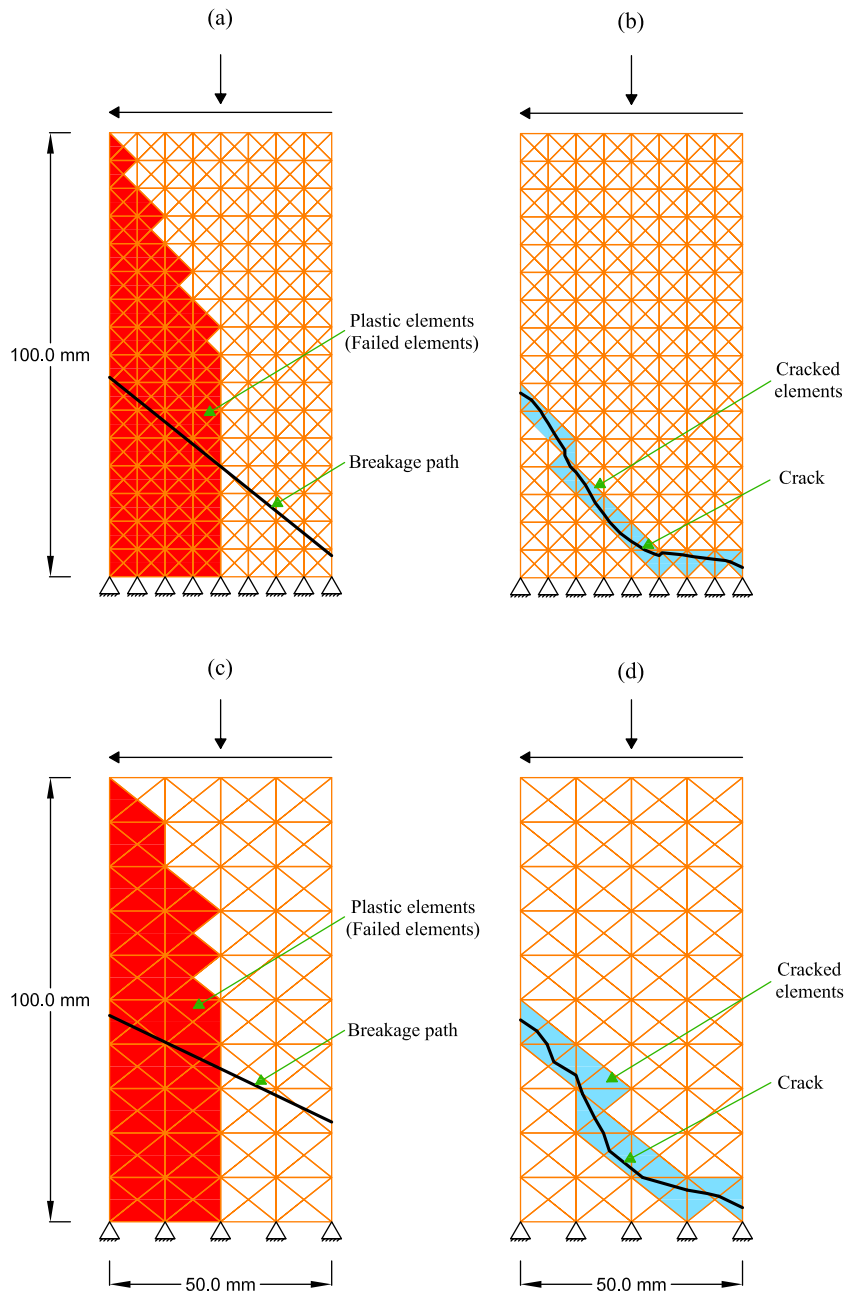 (a)
(b)
100.0 mm
Plastic elements
(Failed elements)
Breakage path
Cracked
elements
Crack
(c)
(d)
100.0 mm
Plastic elements
(Failed elements)
Breakage path
Cracked
elements
Crack
50.0 mm
50.0 mm